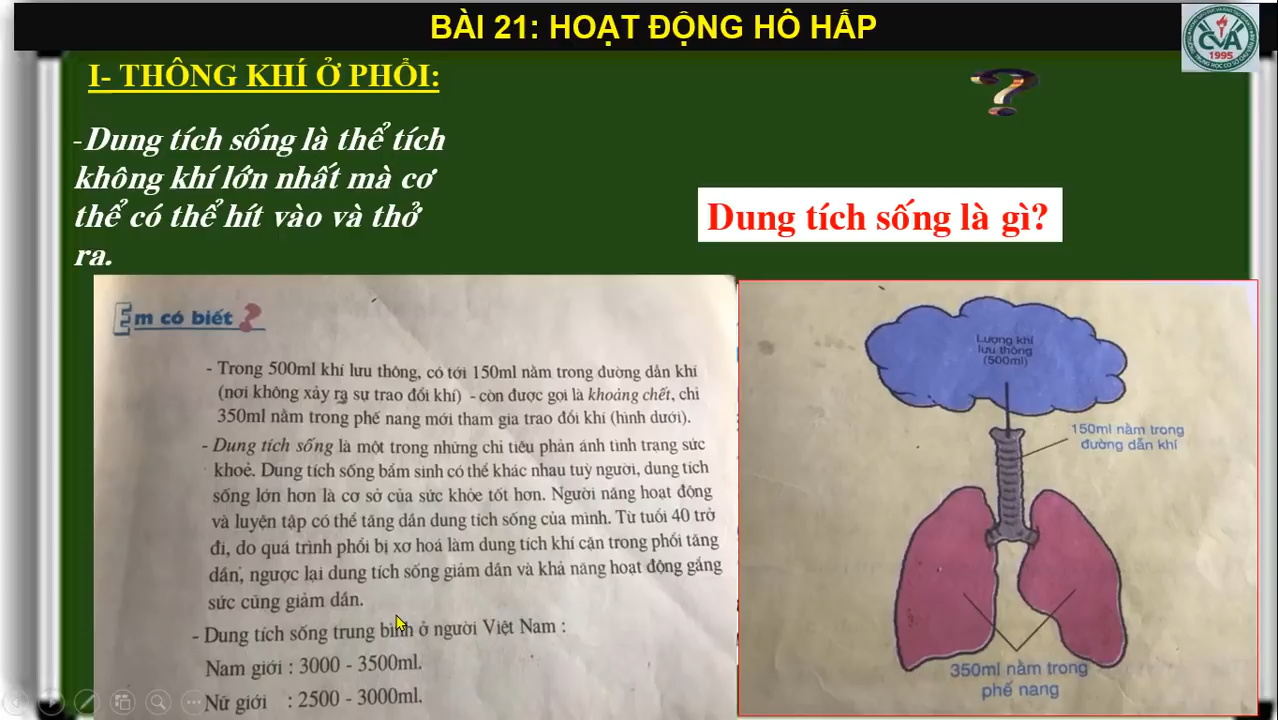 BÀI 21: HOẠT ĐỘNG HÔ HẤP
CVA
1995
I- THÔNG KHÍ Ở PHỔI:
-Dung tích sống là thể tích
không khí lớn nhất mà cơ
thể có thể hít vào và thở
ra.
Dung tích sống là gì?
Em có biết ?
- Trong 500ml khí lưu thông, có tới 150ml nằm trong đường dẫn khí
(nơi không xảy ra sự trao đổi khí) - còn được gọi là khoảng chết, chỉ
350ml nằm trong phế nang mới tham gia trao đổi khí (hình dưới).
- Dung tích sống là một trong những chỉ tiêu phản ánh tình trạng sức
khoẻ. Dung tích sống bẩm sinh có thể khác nhau tuỳ người, dung tích
sống lớn hơn là cơ sở của sức khỏe tốt hơn. Người năng hoạt động
và luyện tập có thể tăng dần dung tích sống của mình. Từ tuổi 40 trở
đi, do quá trình phổi bị xơ hoá làm dung tích khí cặn trong phổi tăng
dần, ngược lại dung tích sống giảm dần và khả năng hoạt động gắng
sức cũng giảm dần.
- Dung tích sống trung bình ở người Việt Nam :
Nam giới : 3000 - 3500ml.
Nữ giới : 2500 - 3000ml.
Lượng khí
lưu thông
(500ml)
150ml nằm trong
đường dẫn khí
350ml nằm trong
phế nang